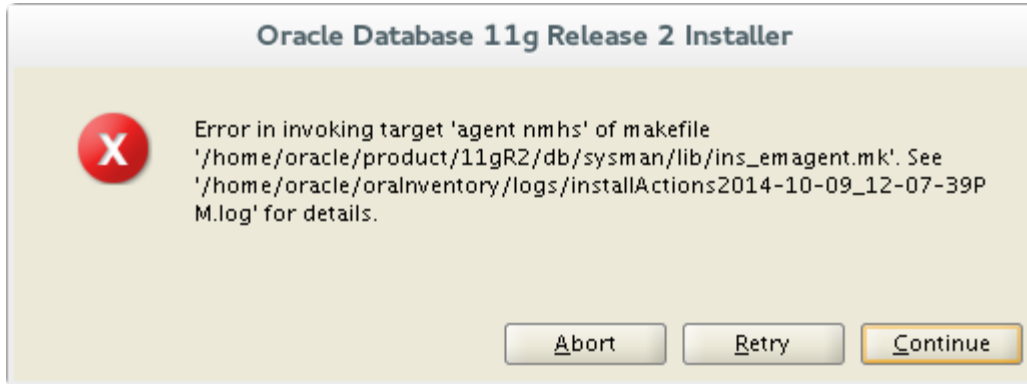 Oracle Database 11g Release 2 Installer
Error in invoking target 'agent nmhs' of makefile
'/home/oracle/product/11gR2/db/sysman/lib/ins_emagent.mk'. See
'/home/oracle/oraInventory/logs/installActions2014-10-09_12-07-39P
M.log' for details.
Abort
Retry
Continue